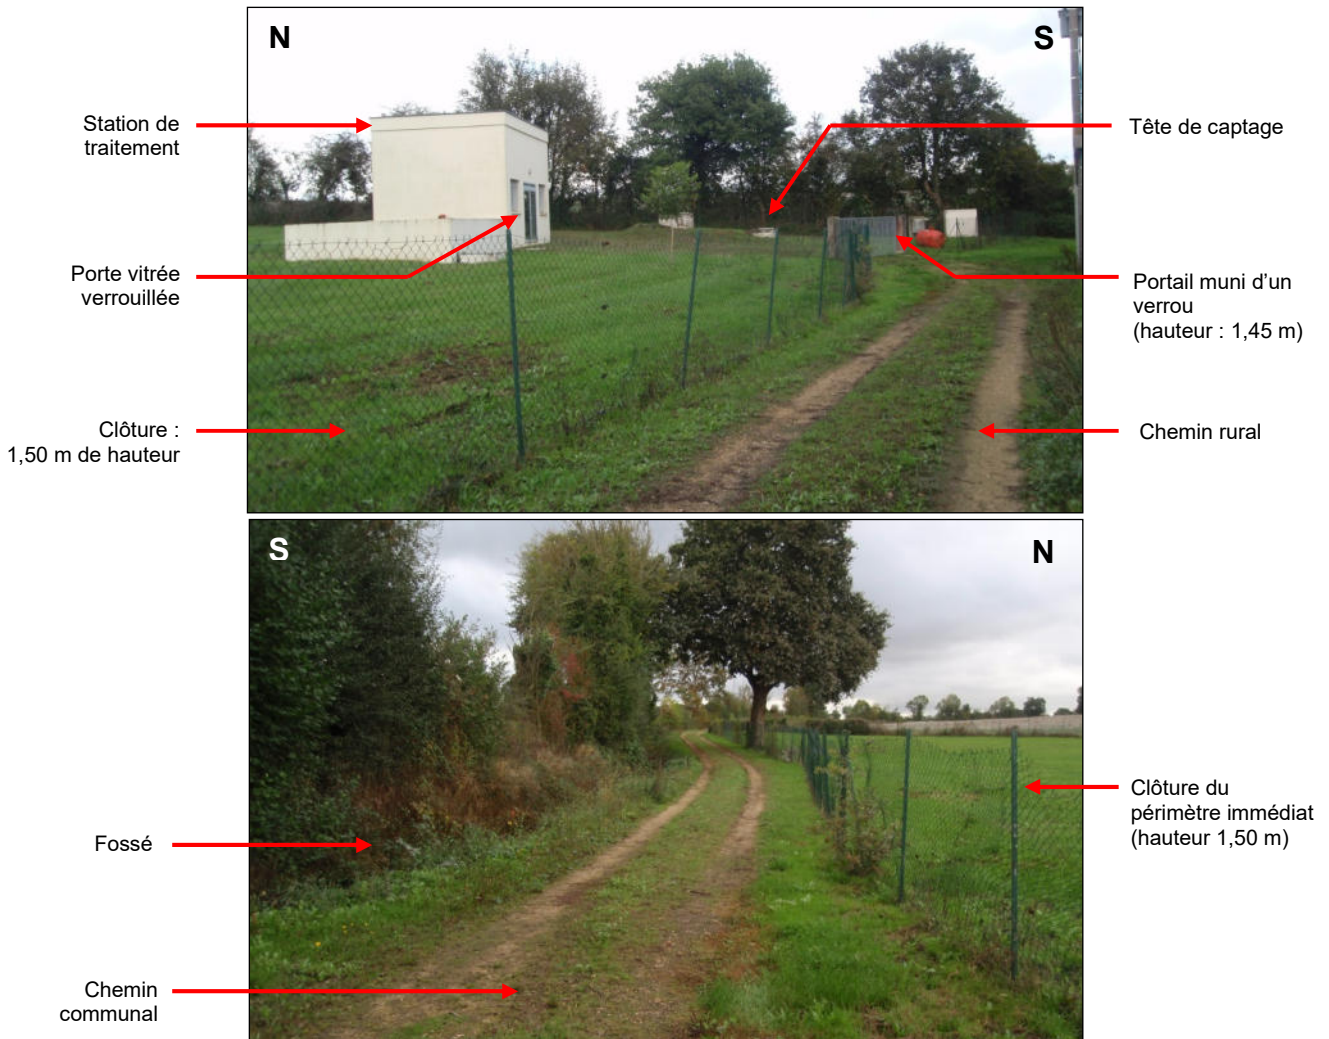 N
S
Station de
traitement
Tête de captage
Porte vitrée
verrouillée
Portail muni d'un
verrou
(hauteur : 1,45 m)
Clôture :
1,50 m de hauteur
Chemin rural
S
N
Clôture du
périmètre immédiat
(hauteur 1,50 m)
Fossé
Chemin
communal